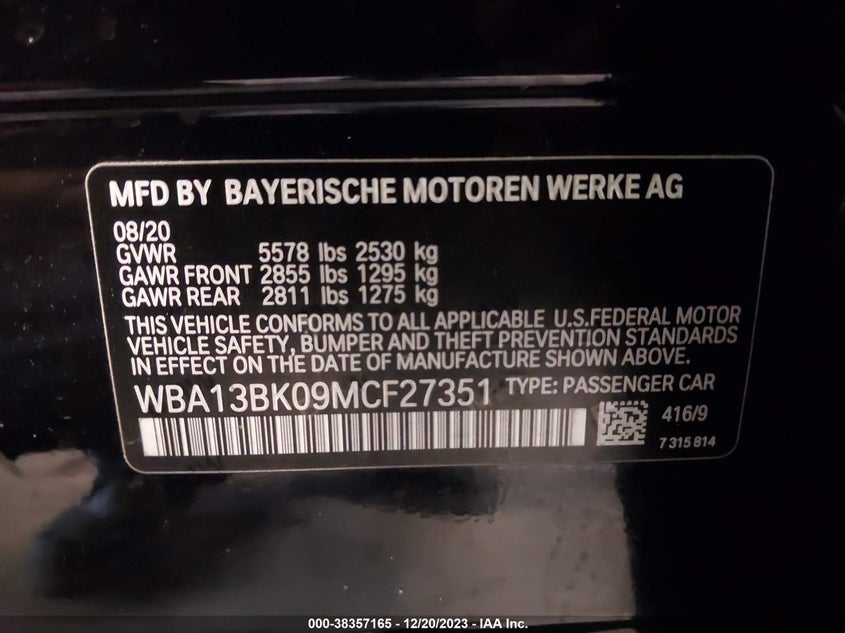 MFD BY BAYERISCHE MOTOREN WERKE AG
08/20
GVWR 5578 lbs 2530 kg
GAWR FRONT 2855 lbs 1295 kg
GAWR REAR 2811 lbs 1275 kg
THIS VEHICLE CONFORMS TO ALL APPLICABLE U.S.FEDERAL MOTOR
VEHICLE SAFETY, BUMPER AND THEFT PREVENTION STANDARDS
IN EFFECT ON THE DATE OF MANUFACTURE SHOWN ABOVE.
WBA13BK09MCF27351 TYPE: PASSENGER CAR
416/9
7315814
000-38357165 - 12/20/2023 - IAA Inc.